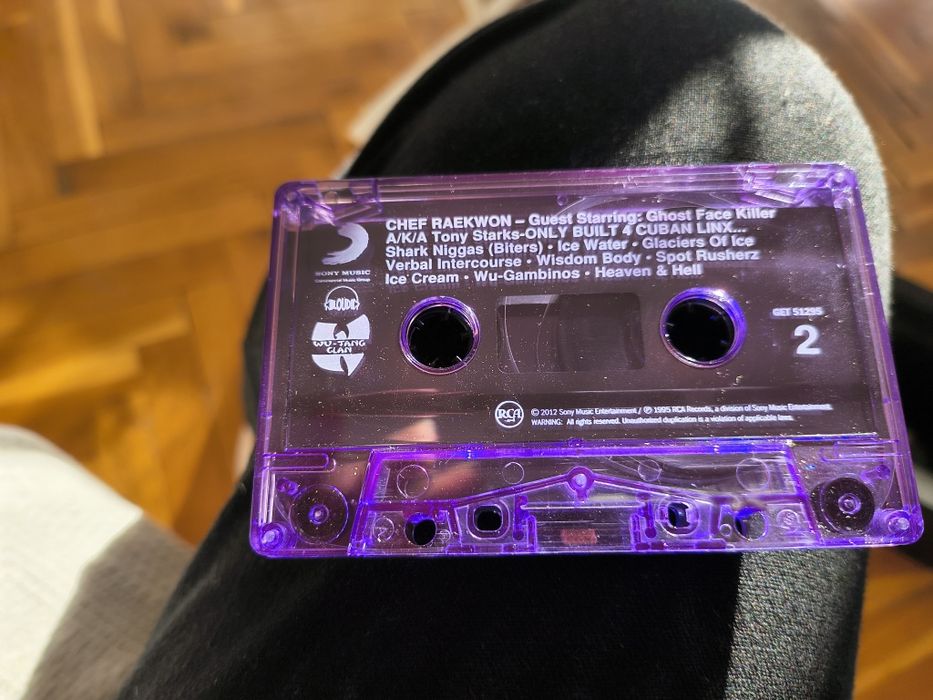 CHEF RAEKWON – Guest Starring: Ghost Face Killer
A/K/A Tony Starks-ONLY BUILT 4 CUBAN LINX...
Shark Niggas (Biters) • Ice Water • Glaciers Of Ice
Verbal Intercourse • Wisdom Body • Spot Rusherz
Ice Cream • Wu-Gambinos • Heaven & Hell
SONY MUSIC
Commercial Music Group
LOUD
WU-TANG
CLAN
GET 51295
2
RCA
© 2012 Sony Music Entertainment / ℗ 1995 RCA Records, a division of Sony Music Entertainment.
WARNING: All rights reserved. Unauthorized duplication is a violation of applicable laws.